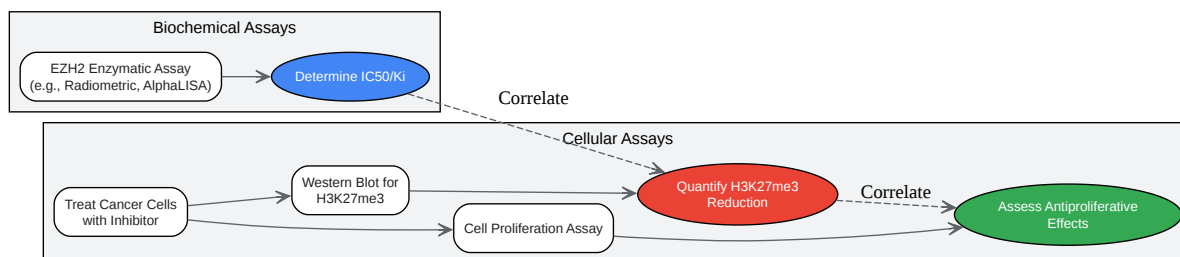 Biochemical Assays
EZH2 Enzymatic Assay
(e.g., Radiometric, AlphaLISA)
Determine IC50/Ki
Correlate
Cellular Assays
Treat Cancer Cells
with Inhibitor
Western Blot for
H3K27me3
Cell Proliferation Assay
Quantify H3K27me3
Reduction
Correlate
Assess Antiproliferative
Effects